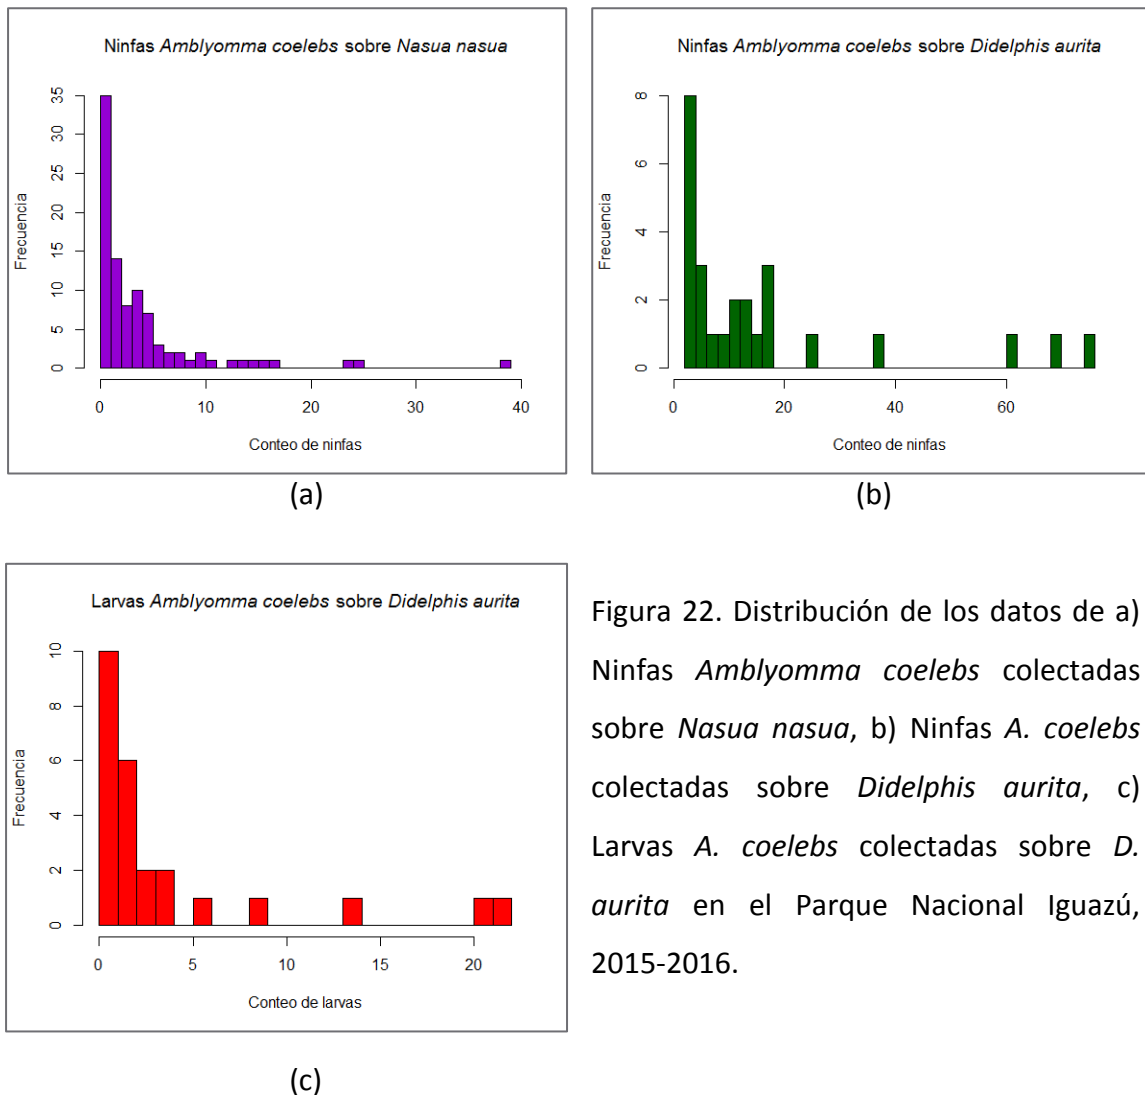 Ninfas Amblyomma coelebs sobre Nasua nasua
Frecuencia
35
30
25
20
15
10
5
0
0 10 20 30 40
Conteo de ninfas
(a)
Ninfas Amblyomma coelebs sobre Didelphis aurita
Frecuencia
8
6
4
2
0
0 20 40 60
Conteo de ninfas
(b)
Larvas Amblyomma coelebs sobre Didelphis aurita
Frecuencia
10
8
6
4
2
0
0 5 10 15 20
Conteo de larvas
(c)
Figura 22. Distribución de los datos de a)
Ninfas Amblyomma coelebs colectadas
sobre Nasua nasua, b) Ninfas A. coelebs
colectadas sobre Didelphis aurita, c)
Larvas A. coelebs colectadas sobre D.
aurita en el Parque Nacional Iguazú,
2015-2016.